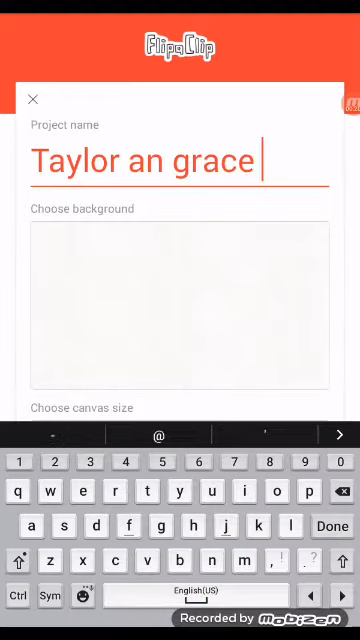 FlipaClip
Project name
Taylor an grace
Choose background
Choose canvas size
- @ '
1 2 3 4 5 6 7 8 9 0
q w e r t y u i o p
a s d f g h j k l Done
z x c v b n m , ! . ?
Ctrl Sym English(US)
Recorded by MOBIZEN